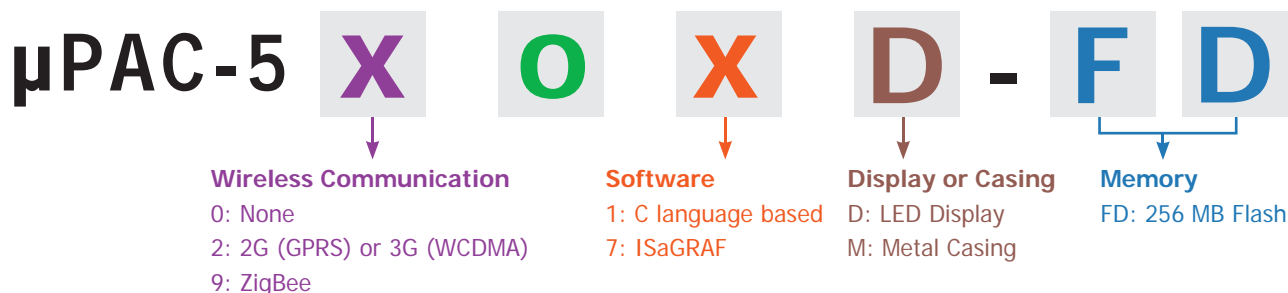 µPAC-5 X O X D - F D
Wireless Communication
0: None
2: 2G (GPRS) or 3G (WCDMA)
9: ZigBee
Software
1: C language based
7: ISaGRAF
Display or Casing
D: LED Display
M: Metal Casing
Memory
FD: 256 MB Flash